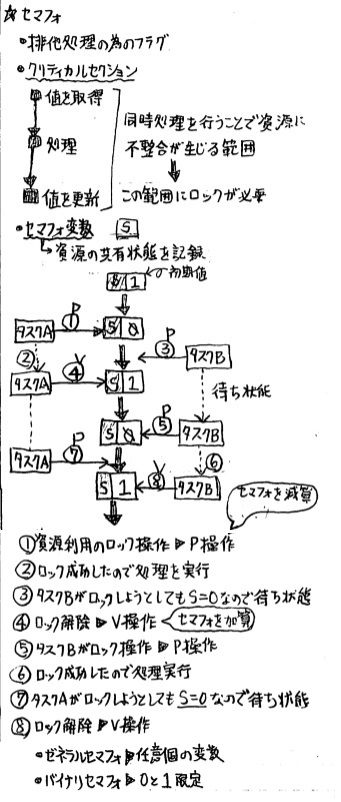 ☆セマフォ
•排他処理の為のフラグ
•クリティカルセクション
値を取得
処理
値を更新
同時処理を行うことで資源に
不整合が生じる範囲
この範囲にロックが必要
•セマフォ変数 S
資源の共有状態を記録
S 1 初期値
タスクA P ① S 0
② P ③ タスクB
タスクA V ④ S 1
待ち状態
S 0 P ⑤ タスクB
タスクA P ⑦ ⑥
S 1 V ⑧ タスクB
セマフォを減算
①資源利用のロック操作▶P操作
②ロック成功したので処理を実行
③タスクBがロックしようとしてもS=0なので待ち状態
④ロック解除▶V操作 セマフォを加算
⑤タスクBがロック操作▶P操作
⑥ロック成功したので処理実行
⑦タスクAがロックしようとしてもS=0なので待ち状態
⑧ロック解除▶V操作
•ゼネラルセマフォ▶任意個の変数
•バイナリセマフォ▶0と1限定